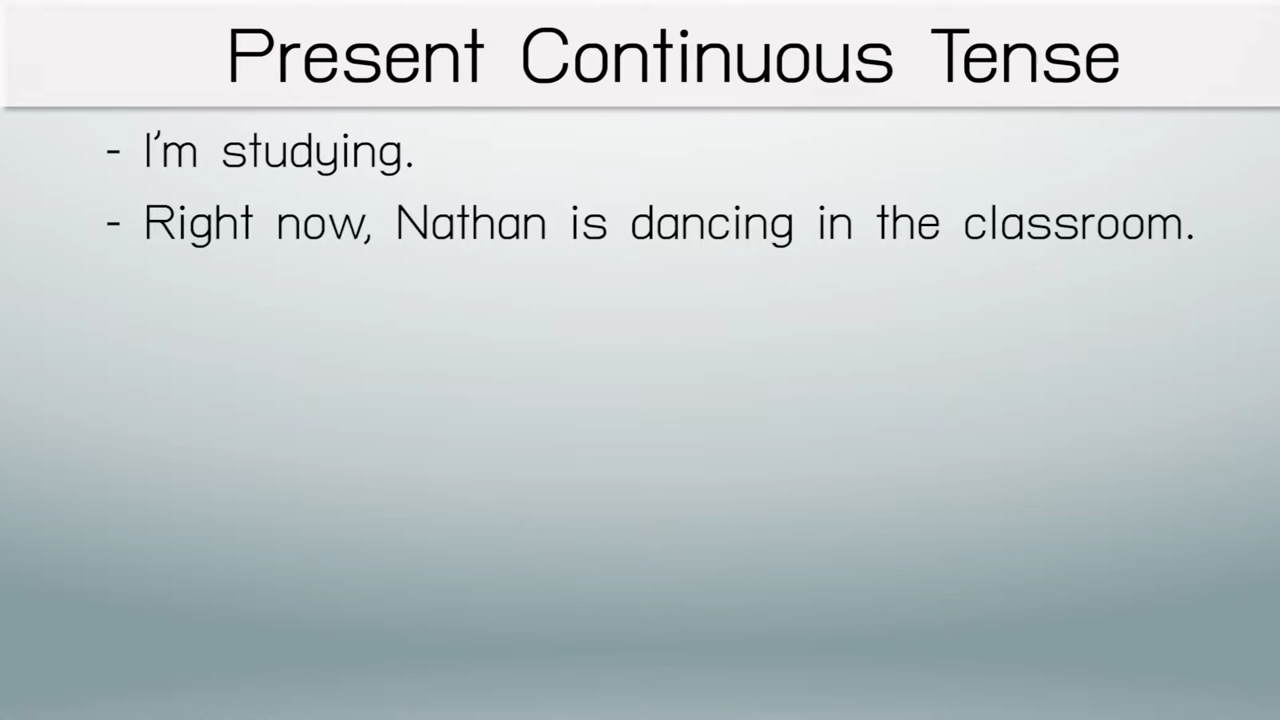 Present Continuous Tense
- I'm studying.
- Right now, Nathan is dancing in the classroom.